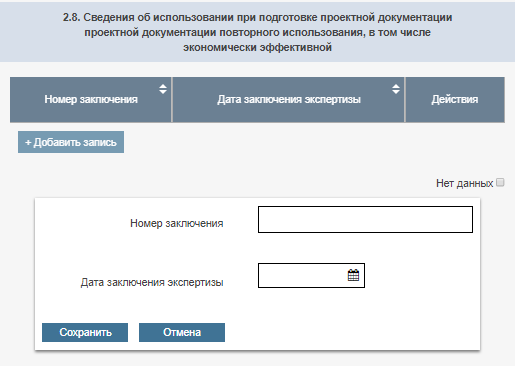 2.8. Сведения об использовании при подготовке проектной документации
проектной документации повторного использования, в том числе
экономически эффективной
Номер заключения Дата заключения экспертизы Действия
+ Добавить запись
Нет данных
Номер заключения
Дата заключения экспертизы
Сохранить Отмена